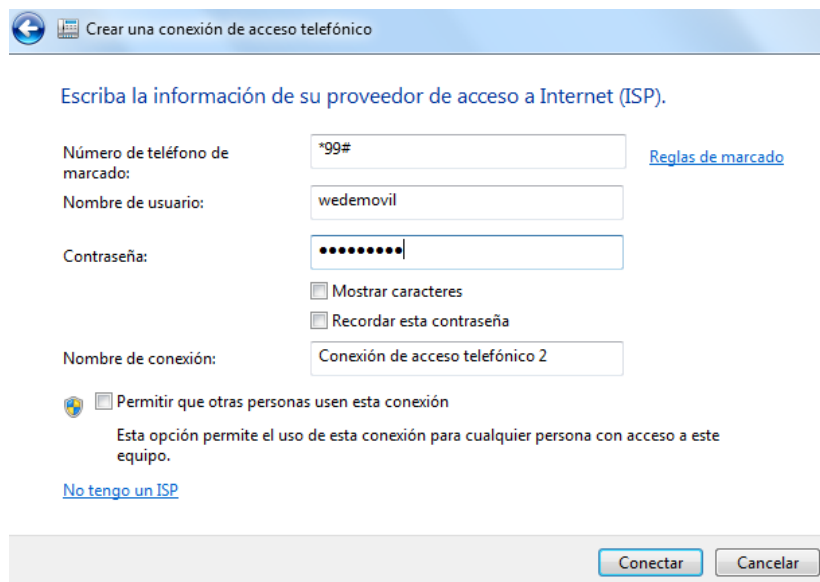 Crear una conexión de acceso telefónico
Escriba la información de su proveedor de acceso a Internet (ISP).
Número de teléfono de
marcado:
*99#
Reglas de marcado
Nombre de usuario:
wedemovil
Contraseña:
●●●●●●●●●
Mostrar caracteres
Recordar esta contraseña
Nombre de conexión:
Conexión de acceso telefónico 2
Permitir que otras personas usen esta conexión
Esta opción permite el uso de esta conexión para cualquier persona con acceso a este
equipo.
No tengo un ISP
Conectar
Cancelar